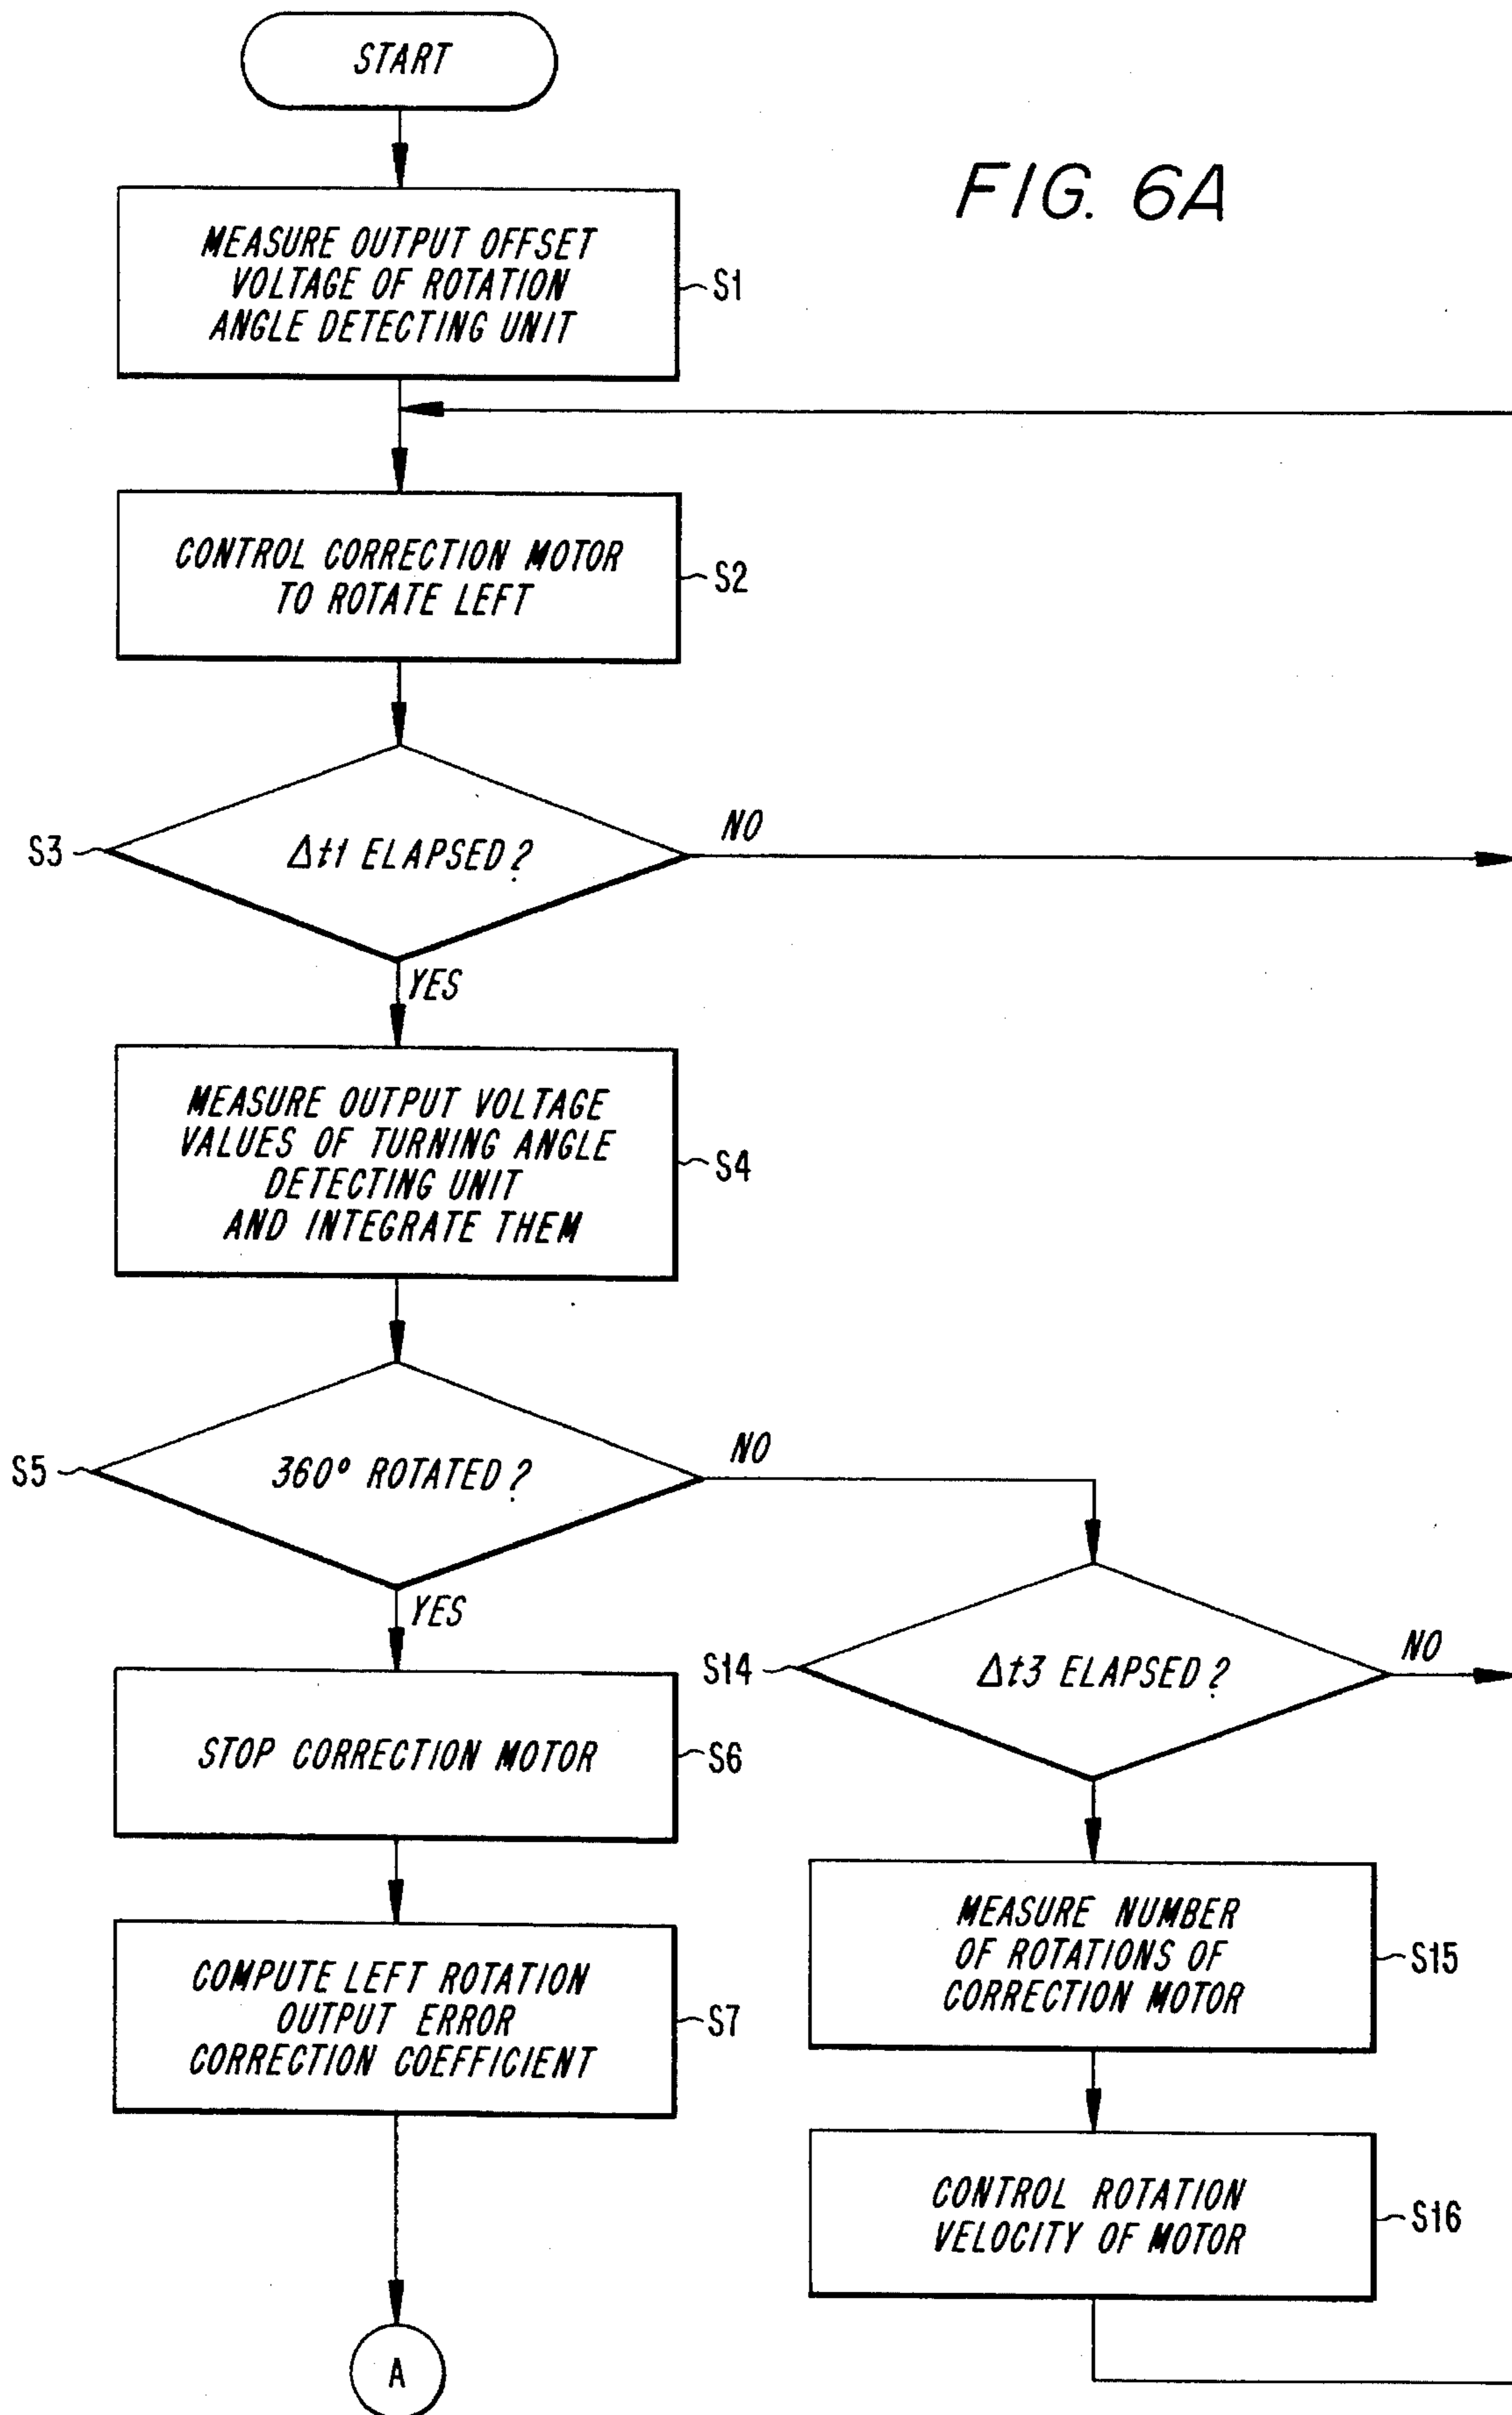 START
FIG. 6A
MEASURE OUTPUT OFFSET
VOLTAGE OF ROTATION
ANGLE DETECTING UNIT
S1
CONTROL CORRECTION MOTOR
TO ROTATE LEFT
S2
S3
Δt1 ELAPSED?
NO
YES
MEASURE OUTPUT VOLTAGE
VALUES OF TURNING ANGLE
DETECTING UNIT
AND INTEGRATE THEM
S4
S5
360° ROTATED?
NO
YES
S14
Δt3 ELAPSED?
NO
STOP CORRECTION MOTOR
S6
MEASURE NUMBER
OF ROTATIONS OF
CORRECTION MOTOR
S15
COMPUTE LEFT ROTATION
OUTPUT ERROR
CORRECTION COEFFICIENT
S7
CONTROL ROTATION
VELOCITY OF MOTOR
S16
A